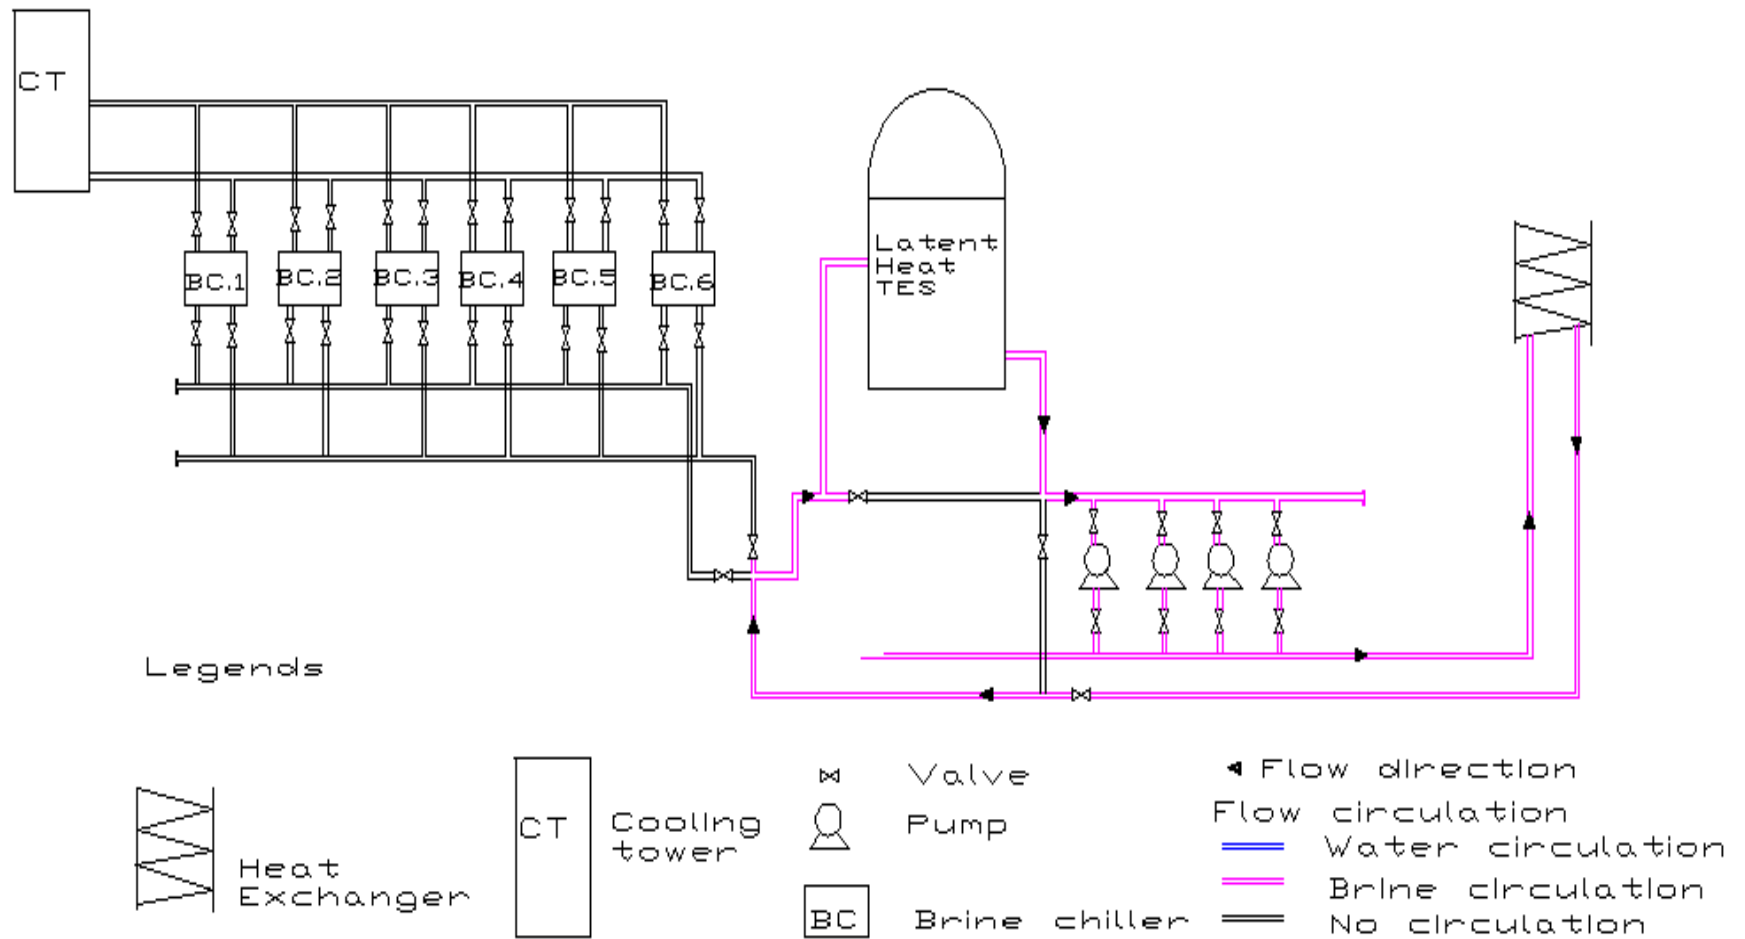 CT
BC.1
BC.2
BC.3
BC.4
BC.5
BC.6
Latent
Heat
TES
Legends
Heat
Exchanger
CT
Cooling
tower
Valve
Pump
BC
Brine chiller
Flow direction
Flow circulation
Water circulation
Brine circulation
No circulation